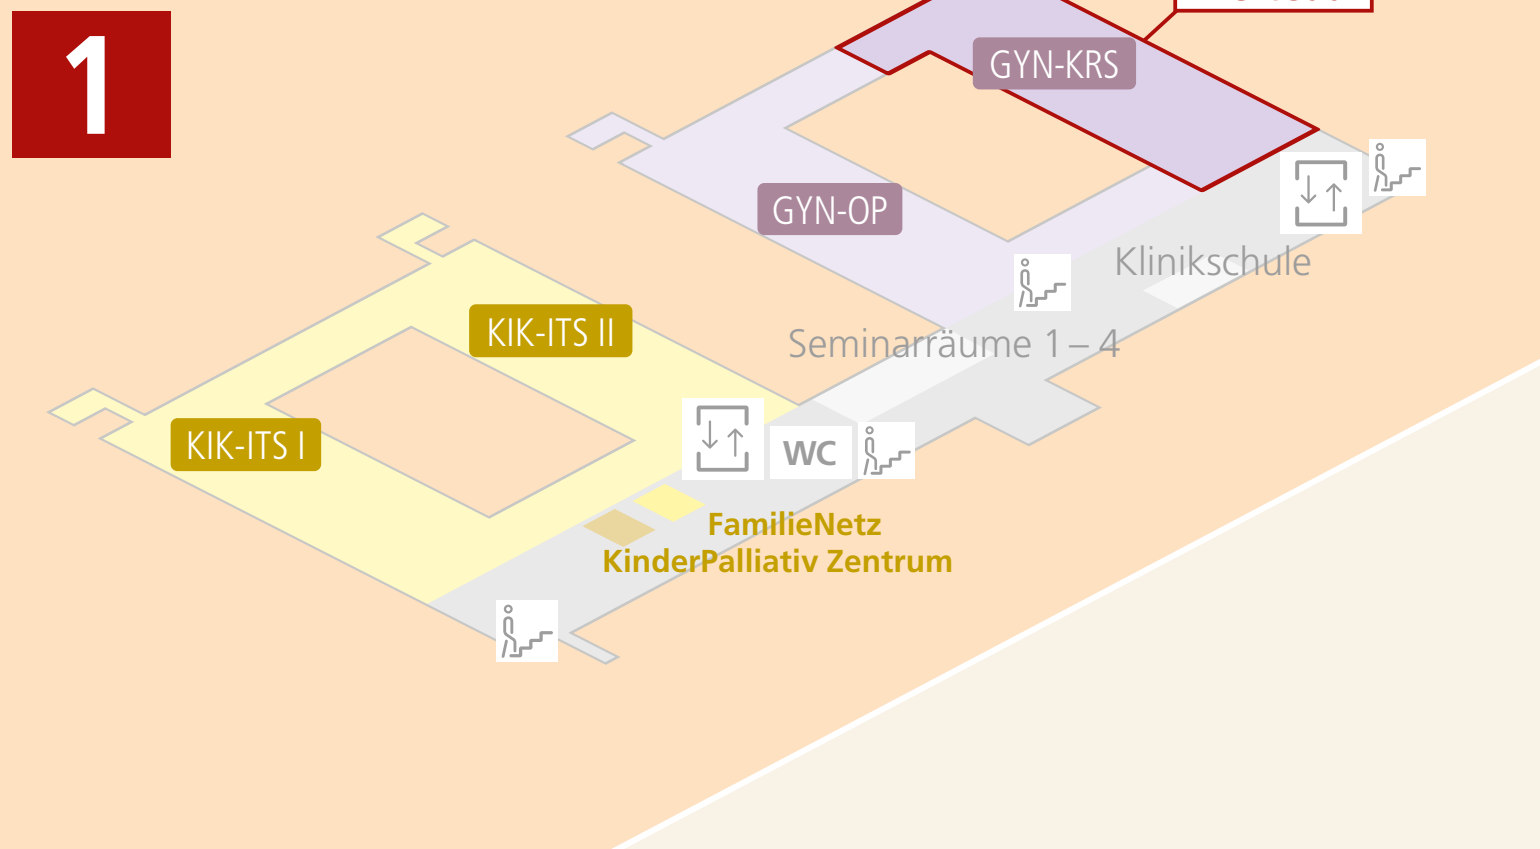 1
GYN-KRS
GYN-OP
Klinikschule
KIK-ITS II
Seminarräume 1 – 4
KIK-ITS I
WC
FamilieNetz
KinderPalliativ Zentrum